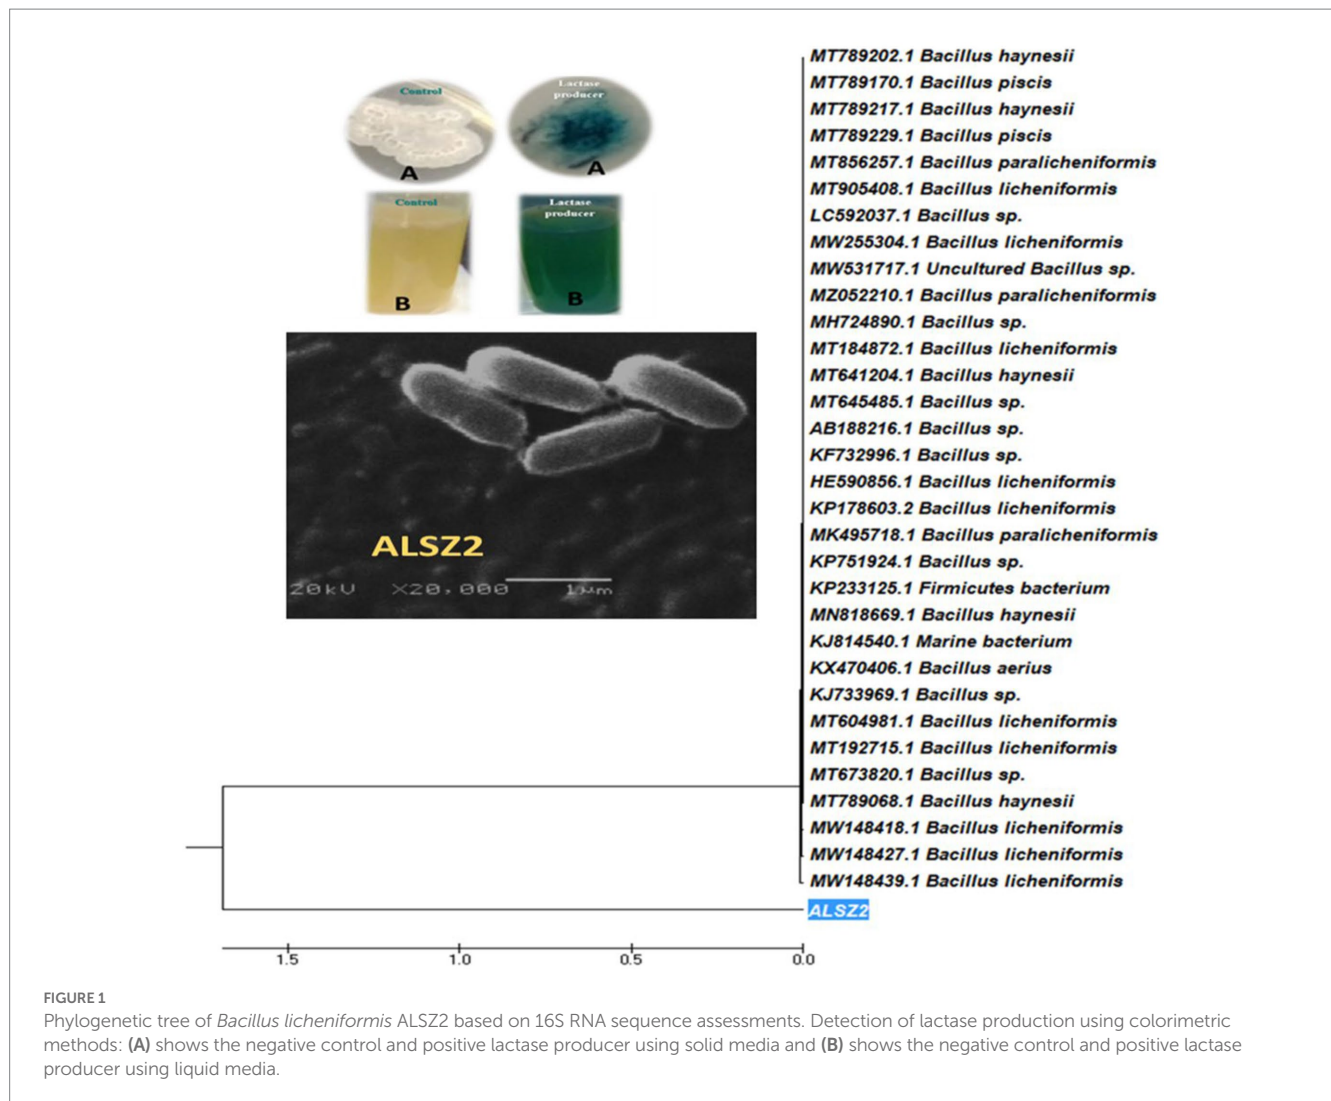 Control
Lactase
producer
A
A
Control
Lactase
producer
B
B
ALSZ2
20kU X20,000 1µm
MT789202.1 Bacillus haynesii
MT789170.1 Bacillus piscis
MT789217.1 Bacillus haynesii
MT789229.1 Bacillus piscis
MT856257.1 Bacillus paralicheniformis
MT905408.1 Bacillus licheniformis
LC592037.1 Bacillus sp.
MW255304.1 Bacillus licheniformis
MW531717.1 Uncultured Bacillus sp.
MZ052210.1 Bacillus paralicheniformis
MH724890.1 Bacillus sp.
MT184872.1 Bacillus licheniformis
MT641204.1 Bacillus haynesii
MT645485.1 Bacillus sp.
AB188216.1 Bacillus sp.
KF732996.1 Bacillus sp.
HE590856.1 Bacillus licheniformis
KP178603.2 Bacillus licheniformis
MK495718.1 Bacillus paralicheniformis
KP751924.1 Bacillus sp.
KP233125.1 Firmicutes bacterium
MN818669.1 Bacillus haynesii
KJ814540.1 Marine bacterium
KX470406.1 Bacillus aerius
KJ733969.1 Bacillus sp.
MT604981.1 Bacillus licheniformis
MT192715.1 Bacillus licheniformis
MT673820.1 Bacillus sp.
MT789068.1 Bacillus haynesii
MW148418.1 Bacillus licheniformis
MW148427.1 Bacillus licheniformis
MW148439.1 Bacillus licheniformis
ALSZ2
1.5 1.0 0.5 0.0
FIGURE 1
Phylogenetic tree of Bacillus licheniformis ALSZ2 based on 16S RNA sequence assessments. Detection of lactase production using colorimetric
methods: (A) shows the negative control and positive lactase producer using solid media and (B) shows the negative control and positive lactase
producer using liquid media.